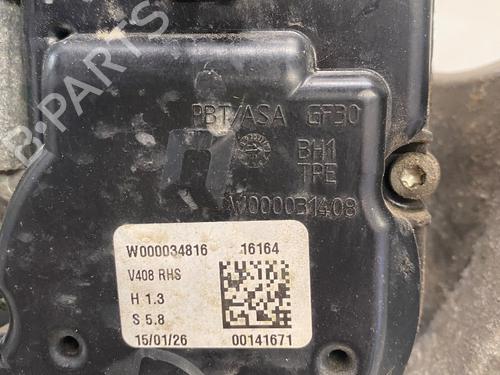 B-PARTS
PBT/ASA GF30
BH1
TPE
W000031408
W000034816 16164
V408 RHS
H 1.3
S 5.8
15/01/26 00141671